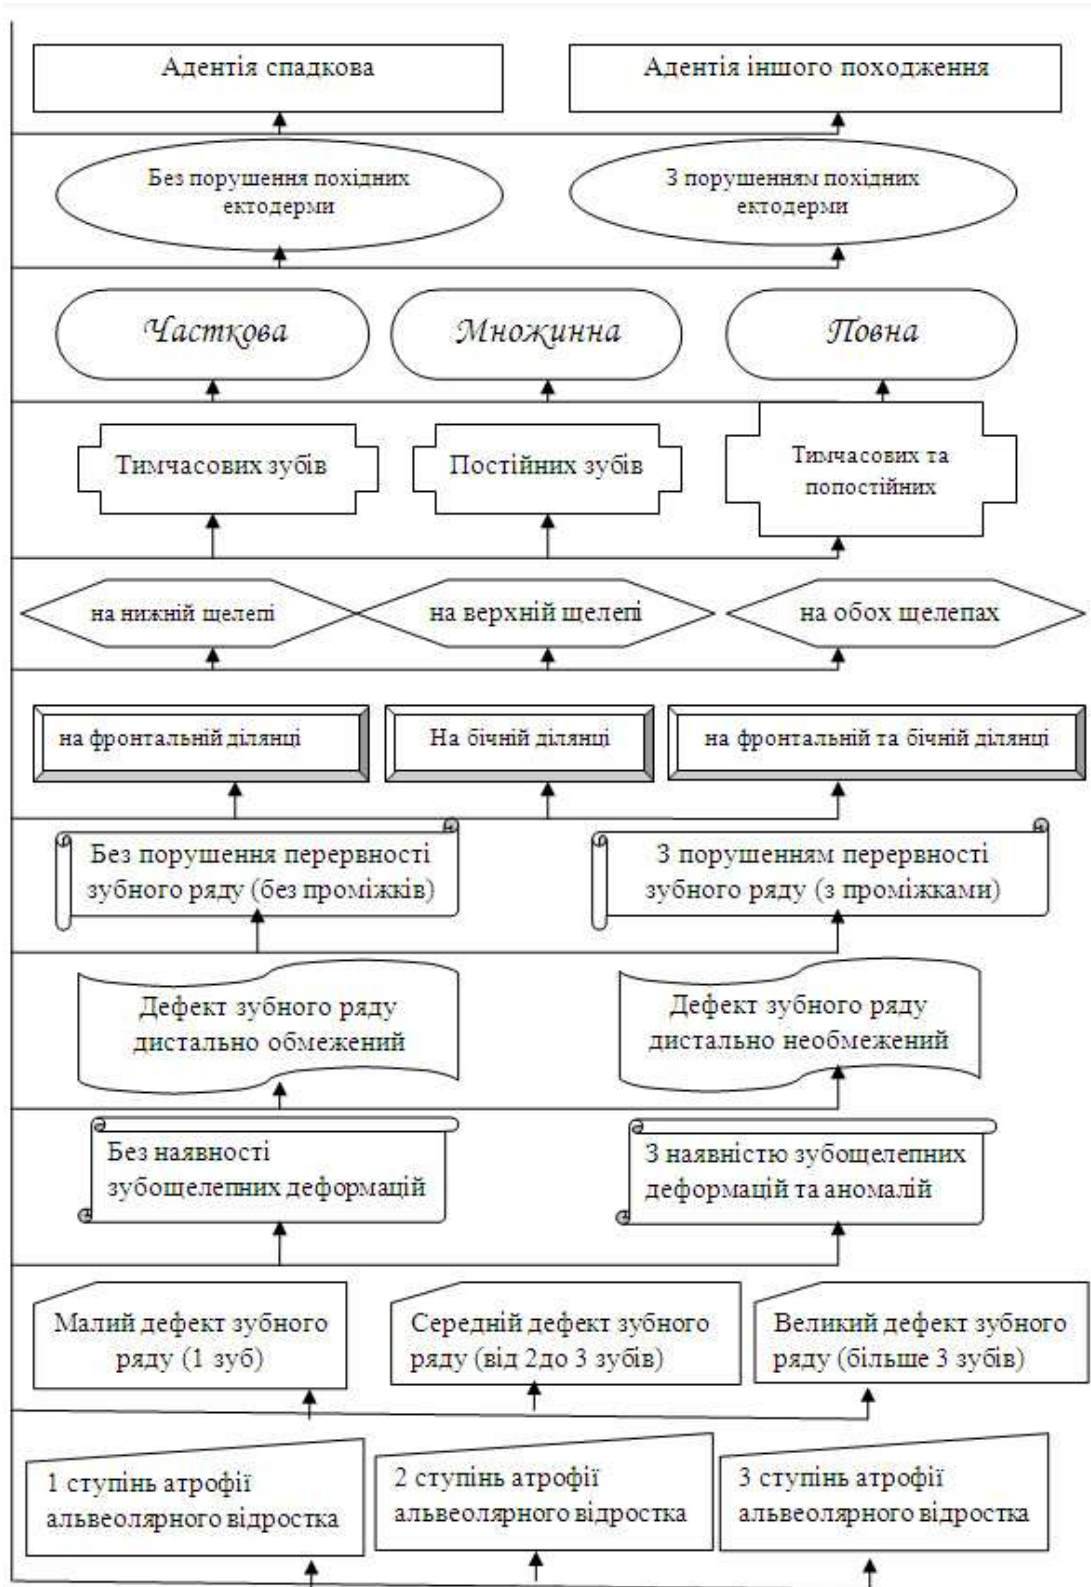 Адентія спадкова
Адентія іншого походження
Без порушення похідних
ектодерми
З порушенням похідних
ектодерми
Часткова
Множинна
Повна
Тимчасових зубів
Постійних зубів
Тимчасових та
попостійних
на нижній щелепі
на верхній щелепі
на обох щелепах
на фронтальній ділянці
На бічній ділянці
на фронтальній та бічній ділянці
Без порушення перервності
зубного ряду (без проміжків)
З порушенням перервності
зубного ряду (з проміжками)
Дефект зубного ряду
дистально обмежений
Дефект зубного ряду
дистально необмежений
Без наявності
зубощелепних деформацій
З наявністю зубощелепних
деформацій та аномалій
Малий дефект зубного
ряду (1 зуб)
Середній дефект зубного
ряду (від 2до 3 зубів)
Великий дефект зубного
ряду (більше 3 зубів)
1 ступінь атрофії
альвеолярного відростка
2 ступінь атрофії
альвеолярного відростка
3 ступінь атрофії
альвеолярного відростка